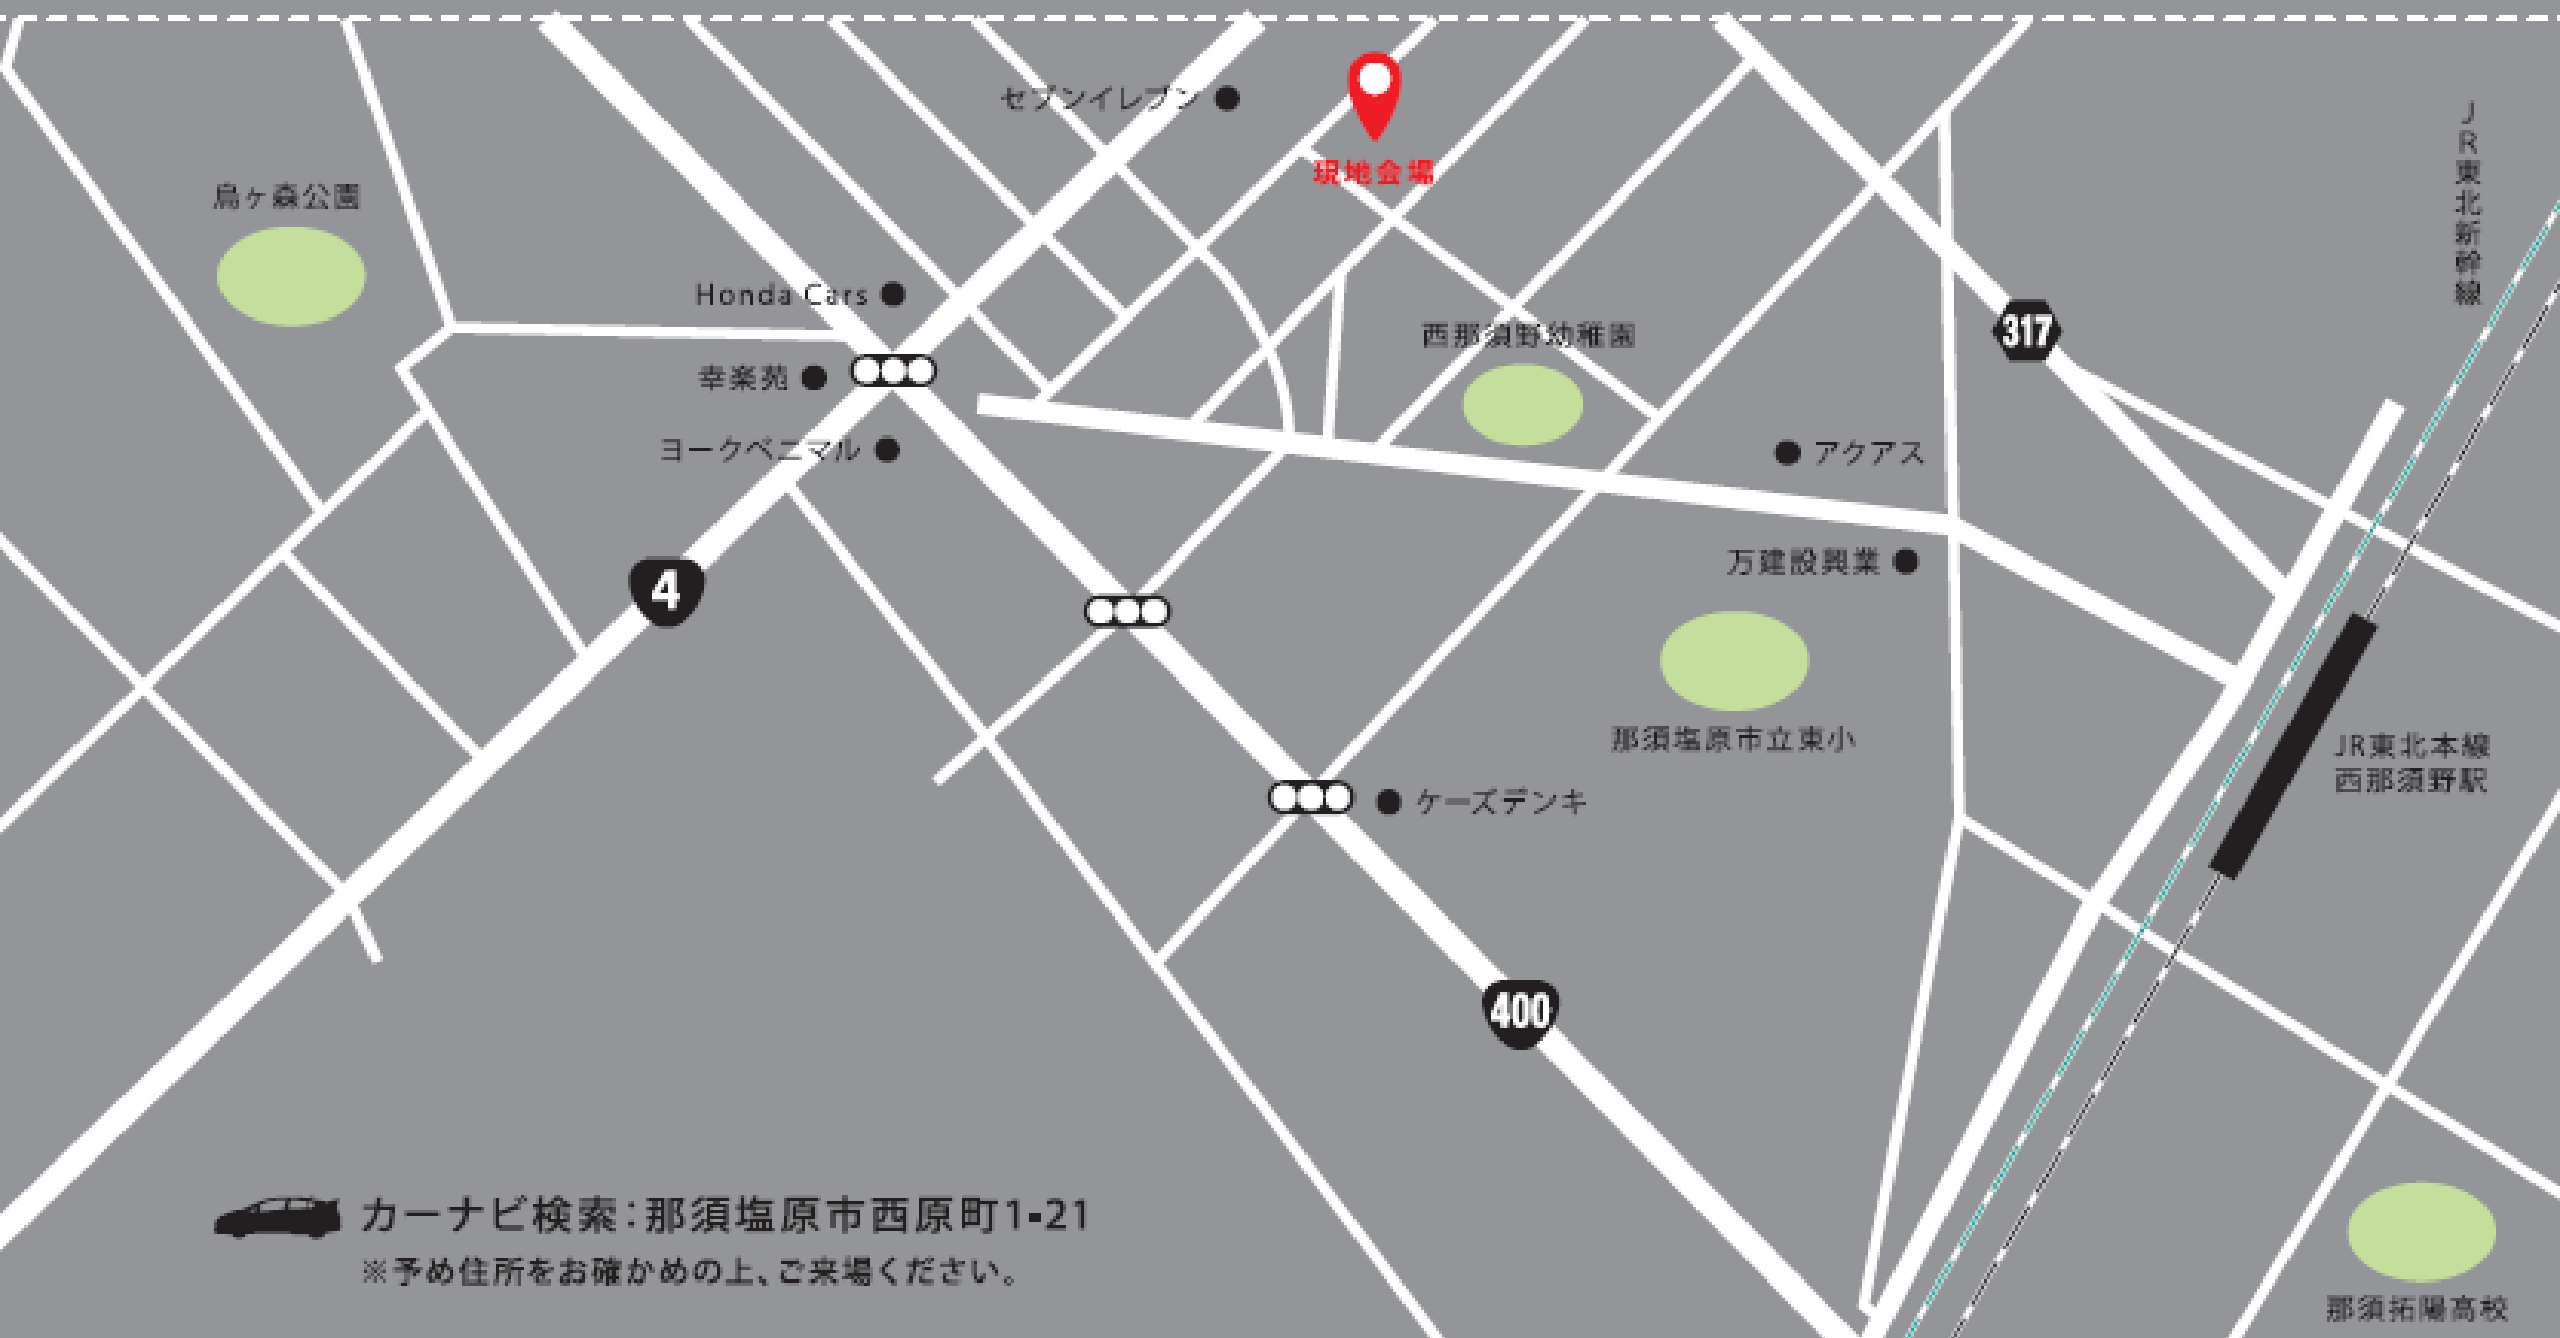 セブンイレブン
現地会場
JR東北新幹線
烏ヶ森公園
Honda Cars
西那須野幼稚園
317
幸楽苑
ヨークベニマル
アクアス
万建設興業
4
那須塩原市立東小
JR東北本線
西那須野駅
ケーズデンキ
400
カーナビ検索：那須塩原市西原町1-21
※予め住所をお確かめの上、ご来場ください。
那須拓陽高校